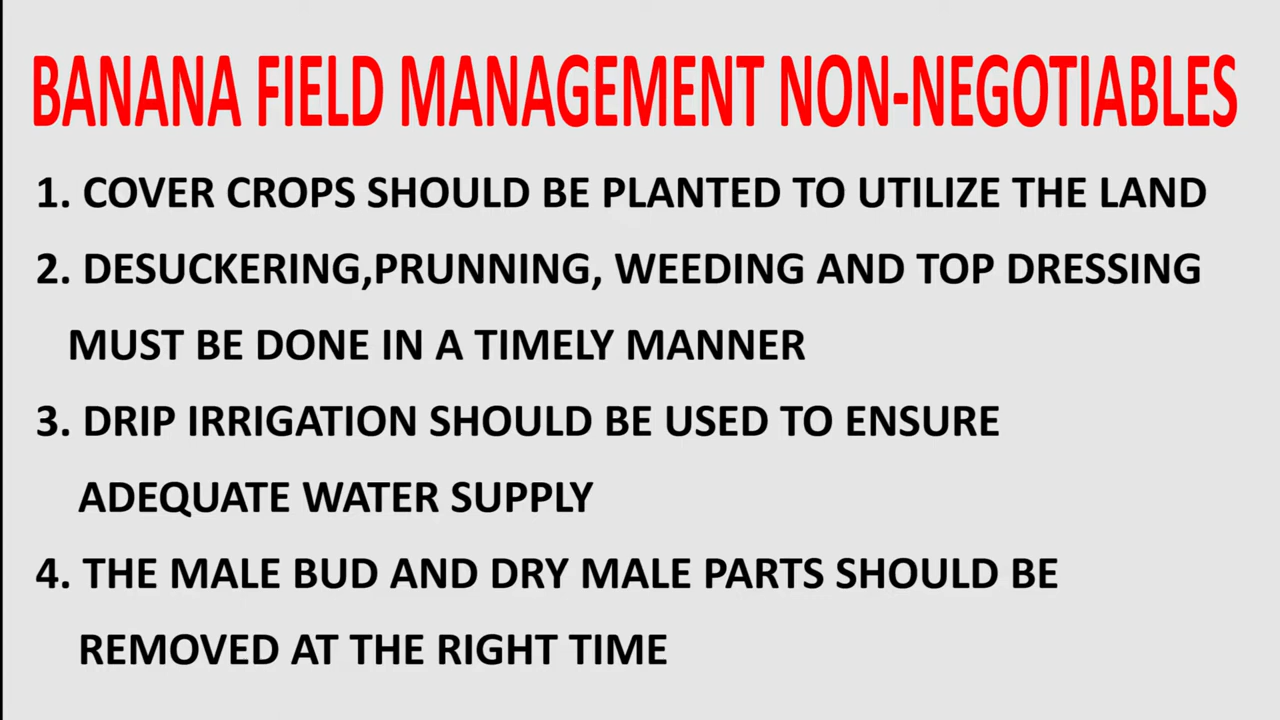 BANANA FIELD MANAGEMENT NON-NEGOTIABLES
1. COVER CROPS SHOULD BE PLANTED TO UTILIZE THE LAND
2. DESUCKERING,PRUNNING, WEEDING AND TOP DRESSING
MUST BE DONE IN A TIMELY MANNER
3. DRIP IRRIGATION SHOULD BE USED TO ENSURE
ADEQUATE WATER SUPPLY
4. THE MALE BUD AND DRY MALE PARTS SHOULD BE
REMOVED AT THE RIGHT TIME